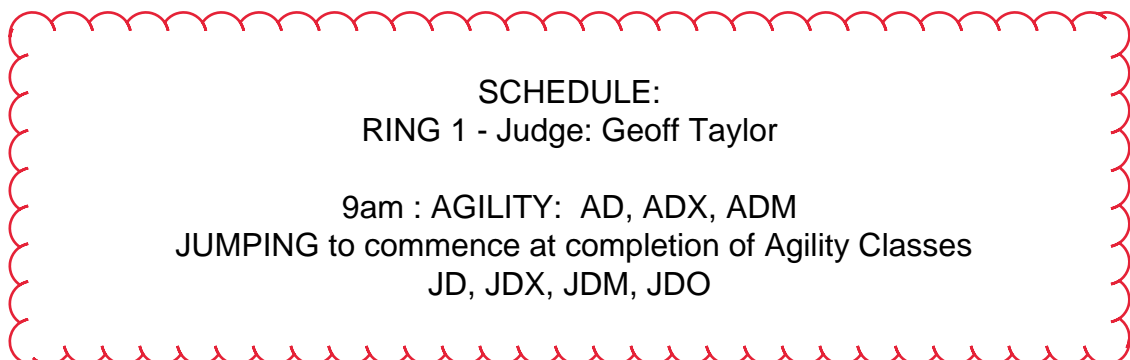 SCHEDULE:
RING 1 - Judge: Geoff Taylor
9am : AGILITY: AD, ADX, ADM
JUMPING to commence at completion of Agility Classes
JD, JDX, JDM, JDO